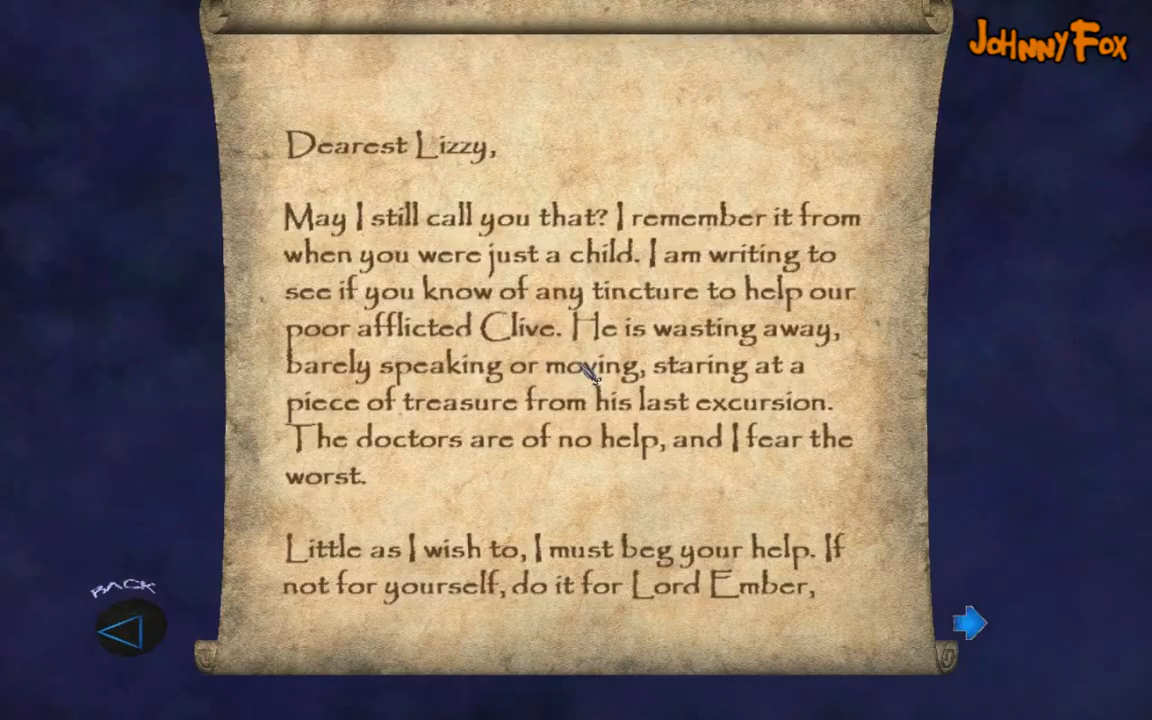 JOHNNY FOX
Dearest Lizzy,
May I still call you that? I remember it from
when you were just a child. I am writing to
see if you know of any tincture to help our
poor afflicted Clive. He is wasting away,
barely speaking or moving, staring at a
piece of treasure from his last excursion.
The doctors are of no help, and I fear the
worst.
Little as I wish to, I must beg your help. If
not for yourself, do it for Lord Ember,
BACK